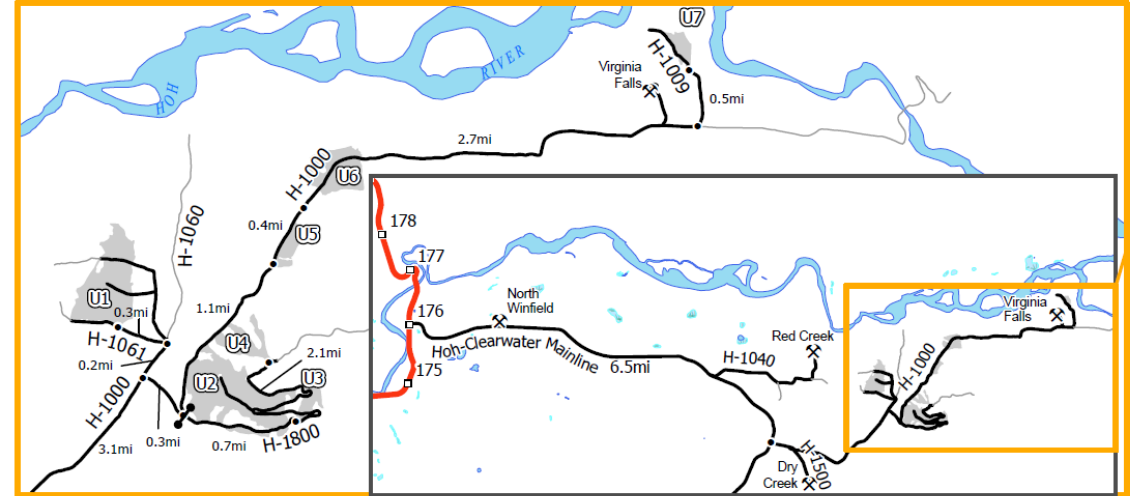 U7
H-1009
Virginia
Falls
0.5mi
HOH
RIVER
2.7mi
H-1000
U6
H-1060
0.4mi
U5
U1
0.3mi
1.1mi
H-1061
0.2mi
U4
2.1mi
U2
U3
H-1000
0.3mi
0.7mi
H-1800
3.1mi
178
177
176
175
North
Winfield
Hoh-Clearwater Mainline
6.5mi
H-1040
Red Creek
Virginia
Falls
H-1000
H-1500
Dry
Creek